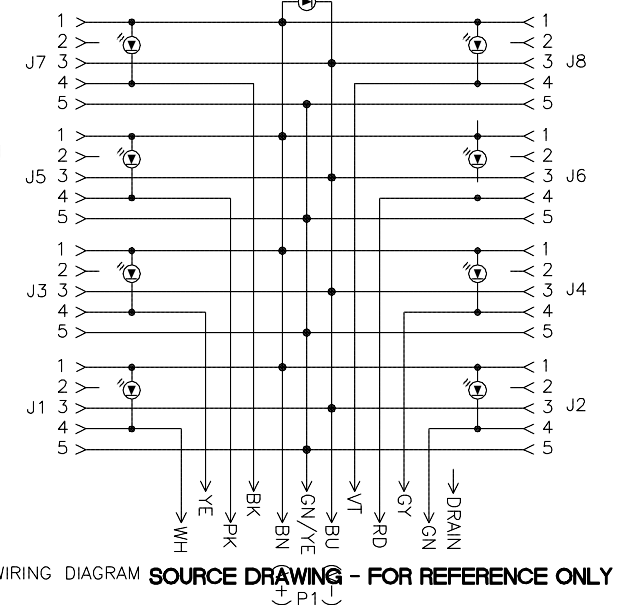 1 1
2 2
J7 3 3 J8
4 4
5 5
1 1
2 2
J5 3 3 J6
4 4
5 5
1 1
2 2
J3 3 3 J4
4 4
5 5
1 1
2 2
J1 3 3 J2
4 4
5 5
WH YE PK BK BN GN/YE BU VT RD GY GN DRAIN
WIRING DIAGRAM SOURCE DRAWING - FOR REFERENCE ONLY
(+) P1 (-)